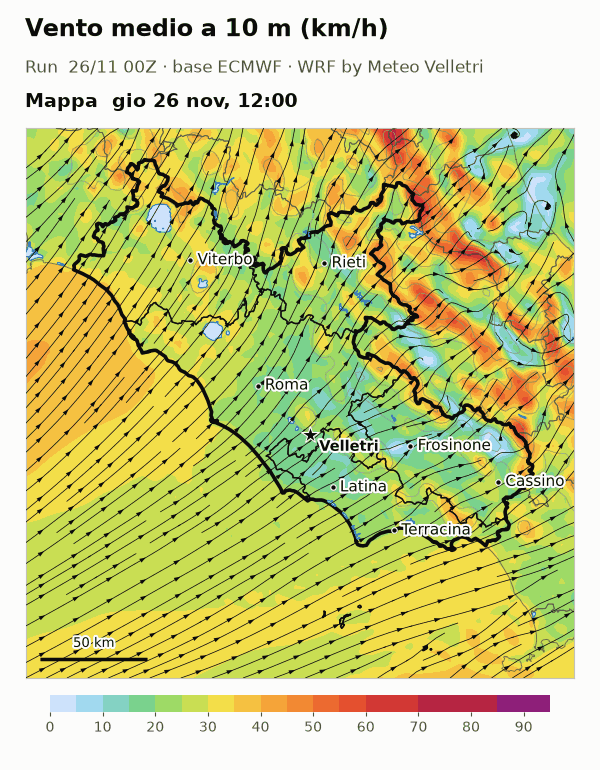 Vento medio a 10 m (km/h)
Run  26/11 00Z · base ECMWF · WRF by Meteo Velletri
Mappa  gio 26 nov, 12:00
Viterbo
Rieti
Roma
Velletri
Frosinone
Cassino
Latina
Terracina
50 km
0 10 20 30 40 50 60 70 80 90